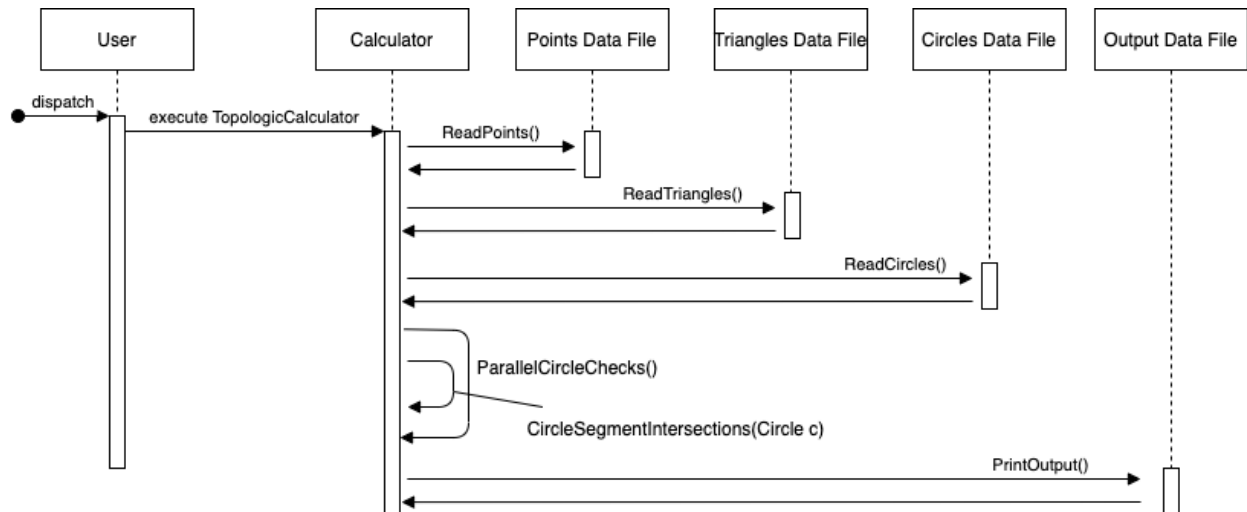 User
Calculator
Points Data File
Triangles Data File
Circles Data File
Output Data File
dispatch
execute TopologicCalculator
ReadPoints()
ReadTriangles()
ReadCircles()
ParallelCircleChecks()
CircleSegmentIntersections(Circle c)
PrintOutput()